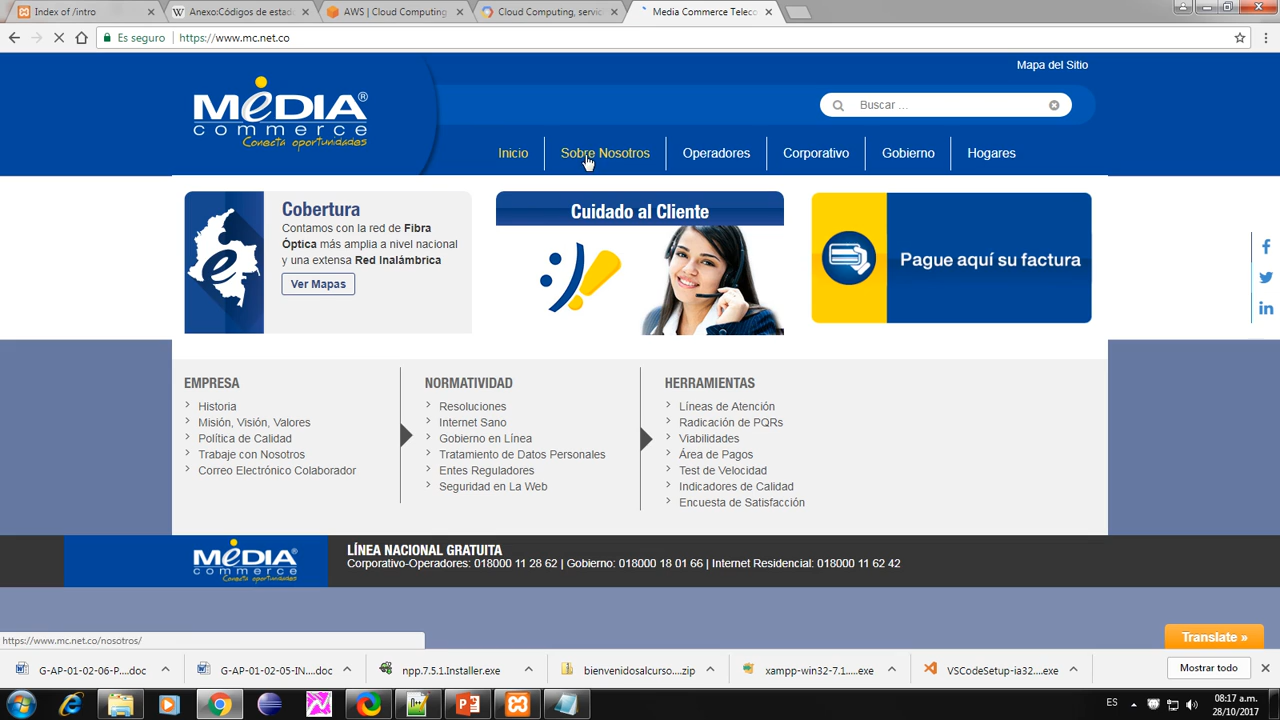 Index of /intro
Anexo:Códigos de estad
AWS | Cloud Computing
Cloud Computing, servic
Media Commerce Teleco
Es seguro
https://www.mc.net.co
Mapa del Sitio
MéDIA®
commerce
Conecta oportunidades
Buscar ...
Inicio
Sobre Nosotros
Operadores
Corporativo
Gobierno
Hogares
Cobertura
Contamos con la red de Fibra
Óptica más amplia a nivel nacional
y una extensa Red Inalámbrica
Ver Mapas
Cuidado al Cliente
Pague aquí su factura
EMPRESA
Historia
Misión, Visión, Valores
Política de Calidad
Trabaje con Nosotros
Correo Electrónico Colaborador
NORMATIVIDAD
Resoluciones
Internet Sano
Gobierno en Línea
Tratamiento de Datos Personales
Entes Reguladores
Seguridad en La Web
HERRAMIENTAS
Líneas de Atención
Radicación de PQRs
Viabilidades
Área de Pagos
Test de Velocidad
Indicadores de Calidad
Encuesta de Satisfacción
MéDIA
commerce
Conecta oportunidades
LÍNEA NACIONAL GRATUITA
Corporativo-Operadores: 018000 11 28 62 | Gobierno: 018000 18 01 66 | Internet Residencial: 018000 11 62 42
https://www.mc.net.co/nosotros/
Translate »
G-AP-01-02-06-P....doc
G-AP-01-02-05-IN....doc
npp.7.5.1.Installer.exe
bienvenidosalcurso....zip
xampp-win32-7.1.....exe
VSCodeSetup-ia32....exe
Mostrar todo
ES
08:17 a.m.
28/10/2017